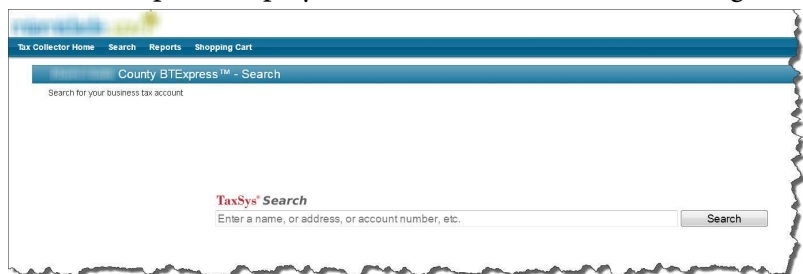 Tax Collector Home Search Reports Shopping Cart
County BTExpress™ - Search
Search for your business tax account
TaxSys® Search
Enter a name, or address, or account number, etc. Search